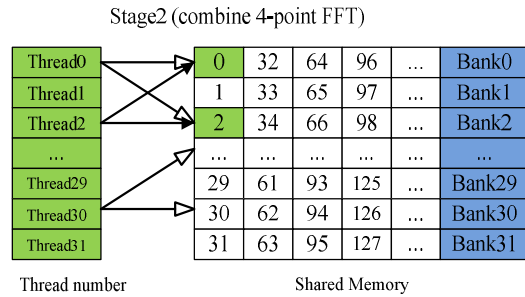 Stage2 (combine 4-point FFT)
Thread0 0 32 64 96 ... Bank0
Thread1 1 33 65 97 ... Bank1
Thread2 2 34 66 98 ... Bank2
... ... ... ... ... ... ...
Thread29 29 61 93 125 ... Bank29
Thread30 30 62 94 126 ... Bank30
Thread31 31 63 95 127 ... Bank31
Thread number Shared Memory